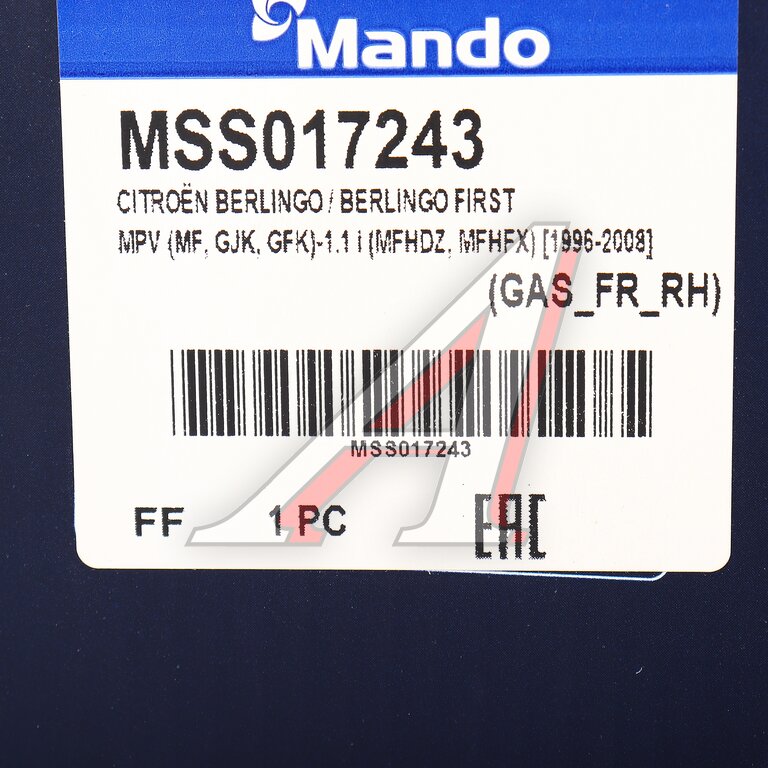 Mando
MSS017243
CITROËN BERLINGO / BERLINGO FIRST
MPV (MF, GJK, GFK)-1.1 i (MFHDZ, MFHFX) [1996-2008]
(GAS_FR_RH)
MSS017243
FF 1 PC EAC